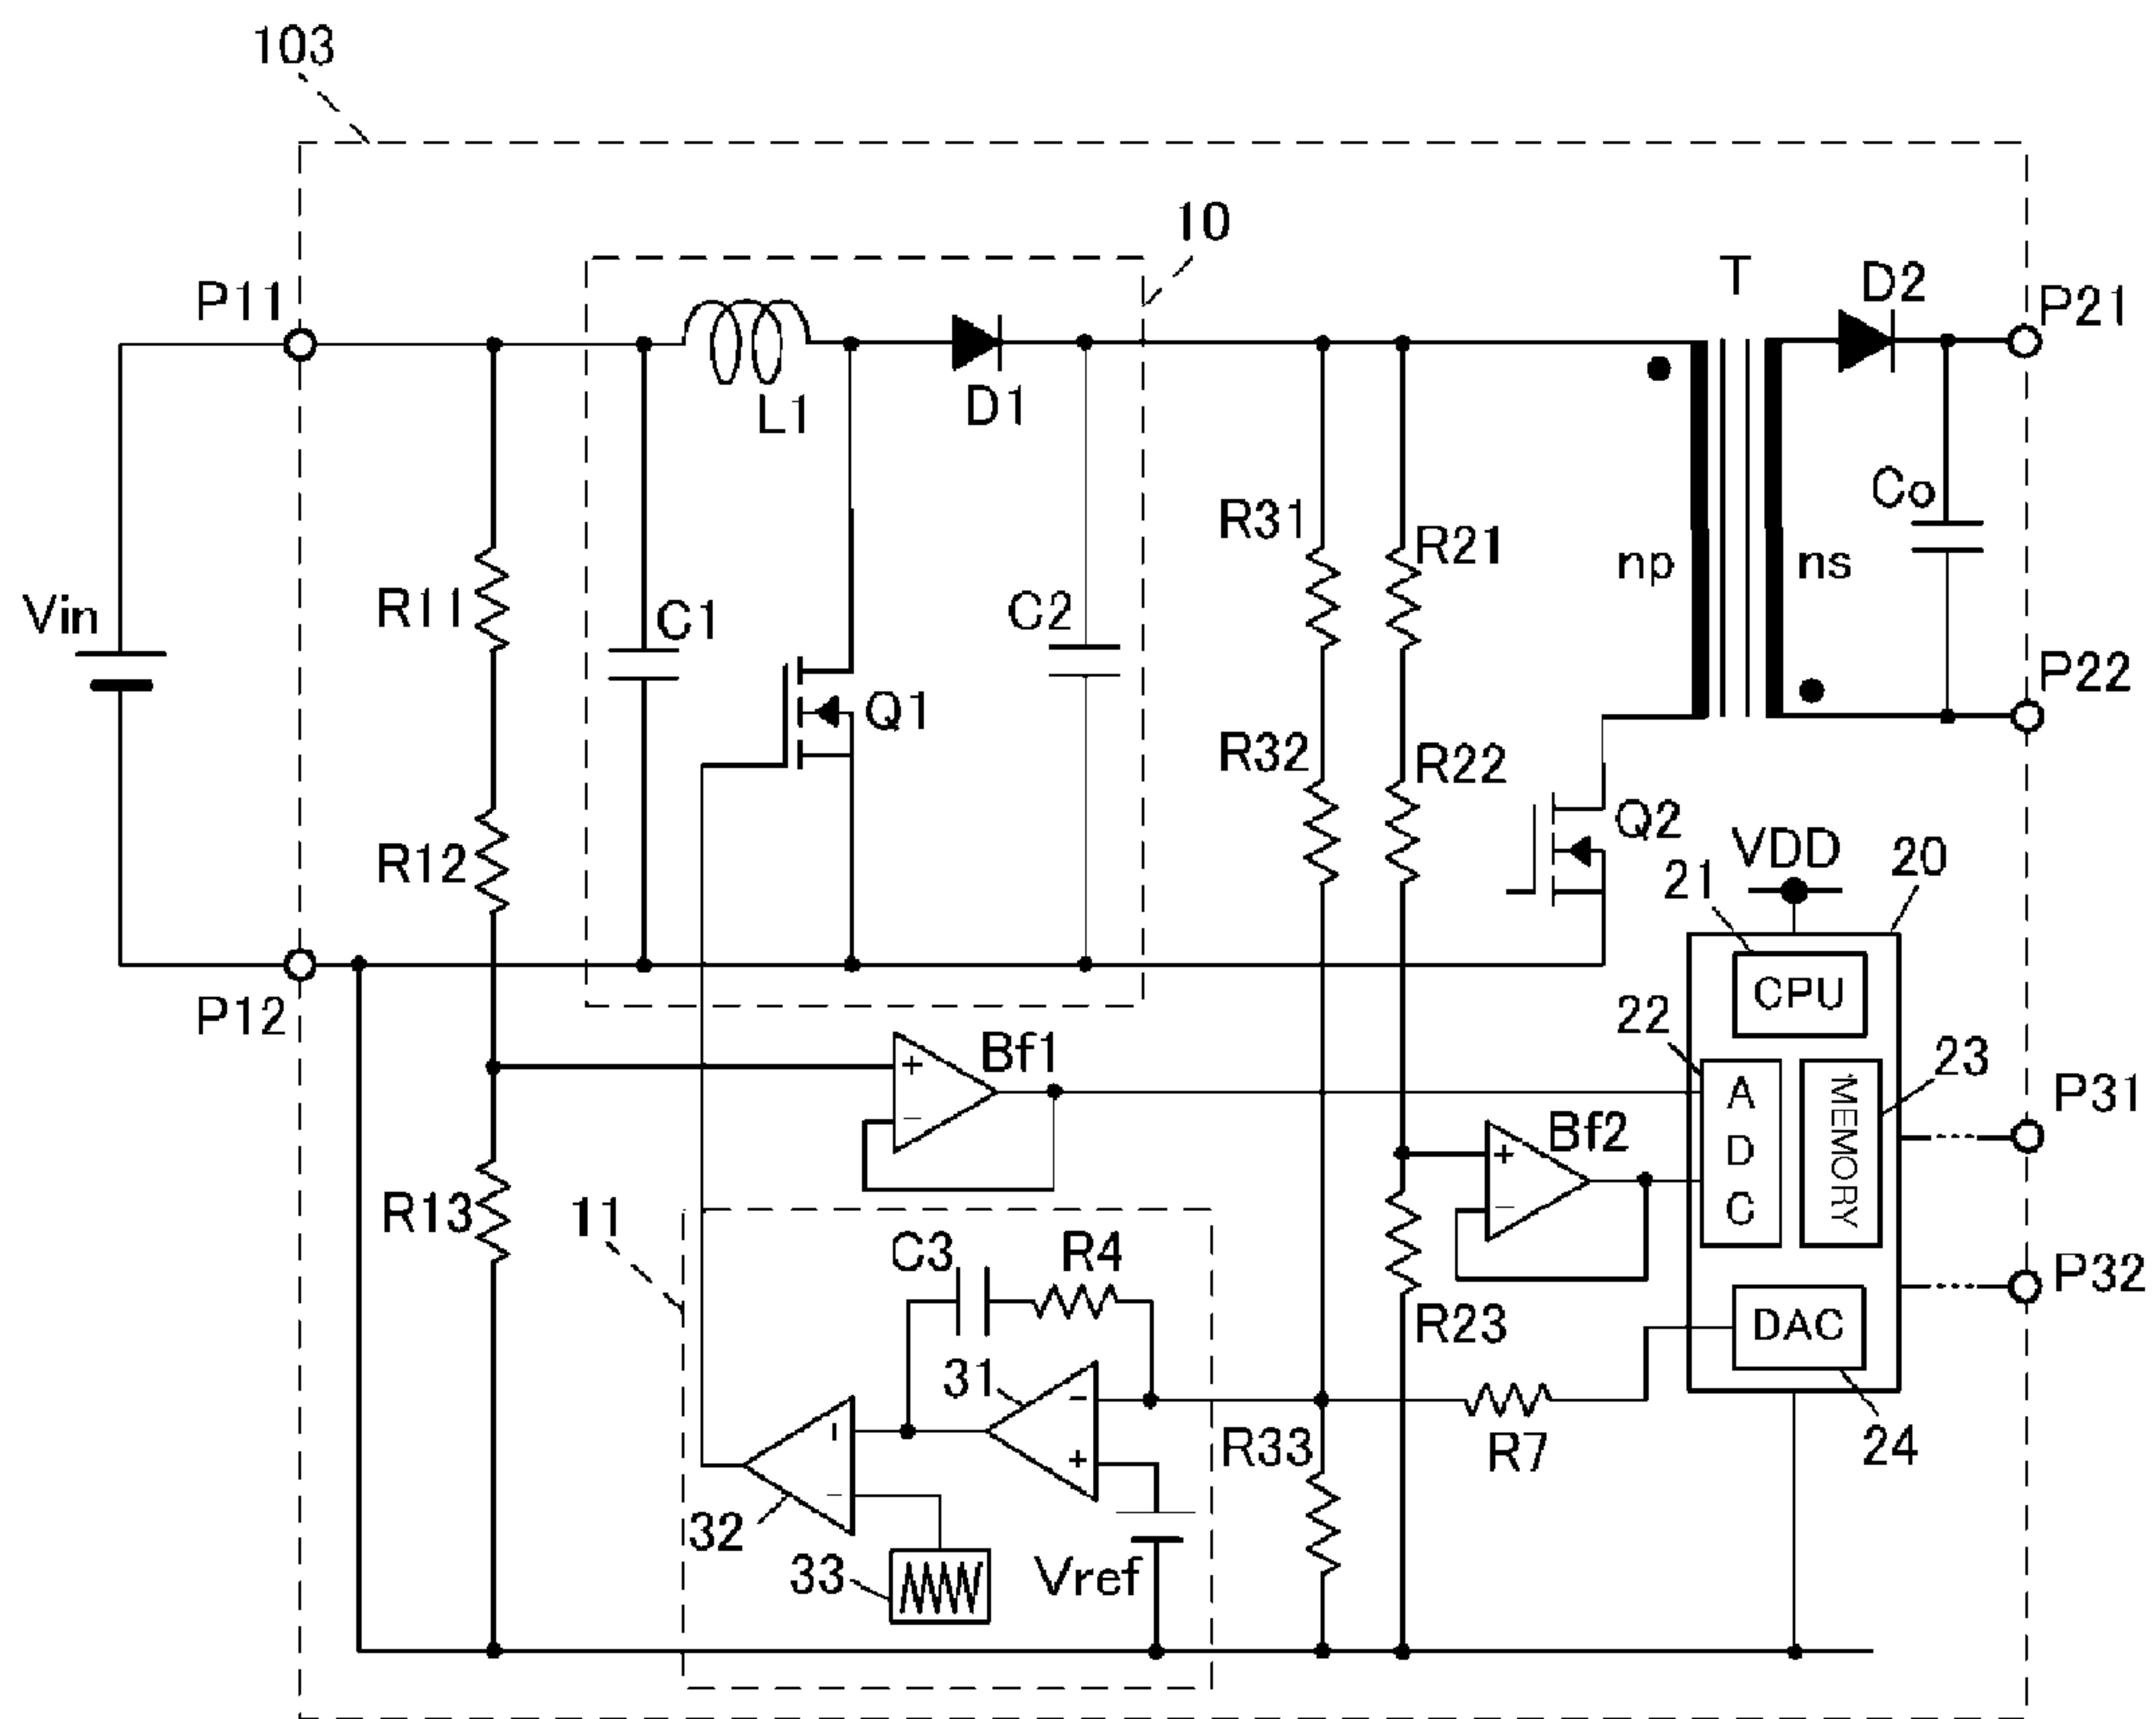 103
10
P11
T
D2
P21
L1
D1
Co
R31
R21
np
ns
Vin
R11
C1
C2
P22
Q1
R32
R22
Q2
VDD
20
R12
21
CPU
P12
22
Bf1
23
P31
A
D
C
MEMORY
+
−
Bf2
+
−
R13
11
C3
R4
P32
R23
DAC
31
-
+
R33
R7
24
32
33
Vref